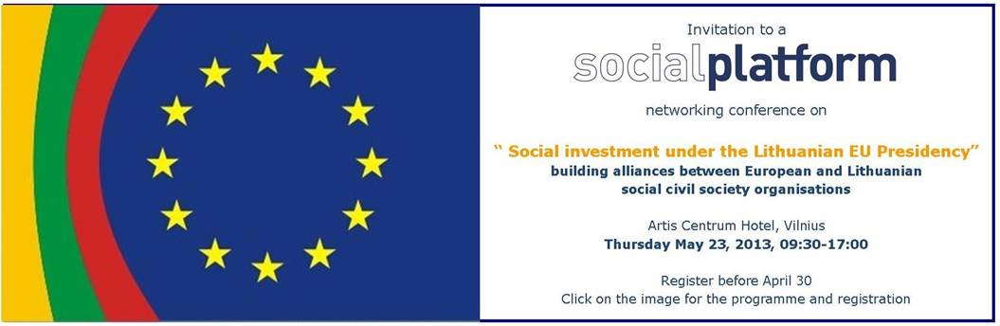 Invitation to a
socialplatform
networking conference on
“ Social investment under the Lithuanian EU Presidency”
building alliances between European and Lithuanian
social civil society organisations
Artis Centrum Hotel, Vilnius
Thursday May 23, 2013, 09:30-17:00
Register before April 30
Click on the image for the programme and registration